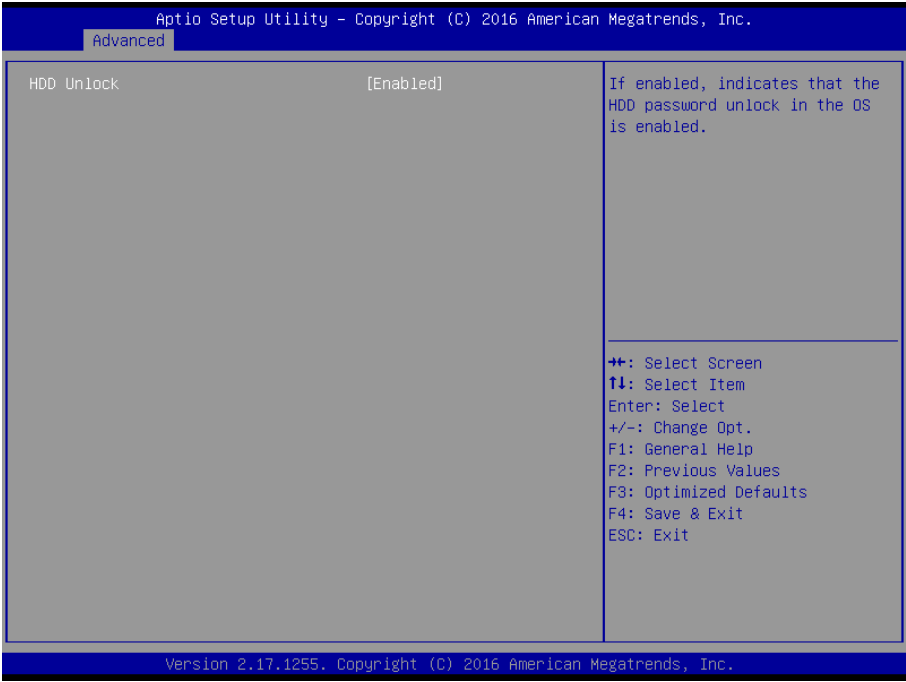 Aptio Setup Utility – Copyright (C) 2016 American Megatrends, Inc.
Advanced
HDD Unlock [Enabled]
If enabled, indicates that the
HDD password unlock in the OS
is enabled.
→←: Select Screen
↑↓: Select Item
Enter: Select
+/-: Change Opt.
F1: General Help
F2: Previous Values
F3: Optimized Defaults
F4: Save & Exit
ESC: Exit
Version 2.17.1255. Copyright (C) 2016 American Megatrends, Inc.